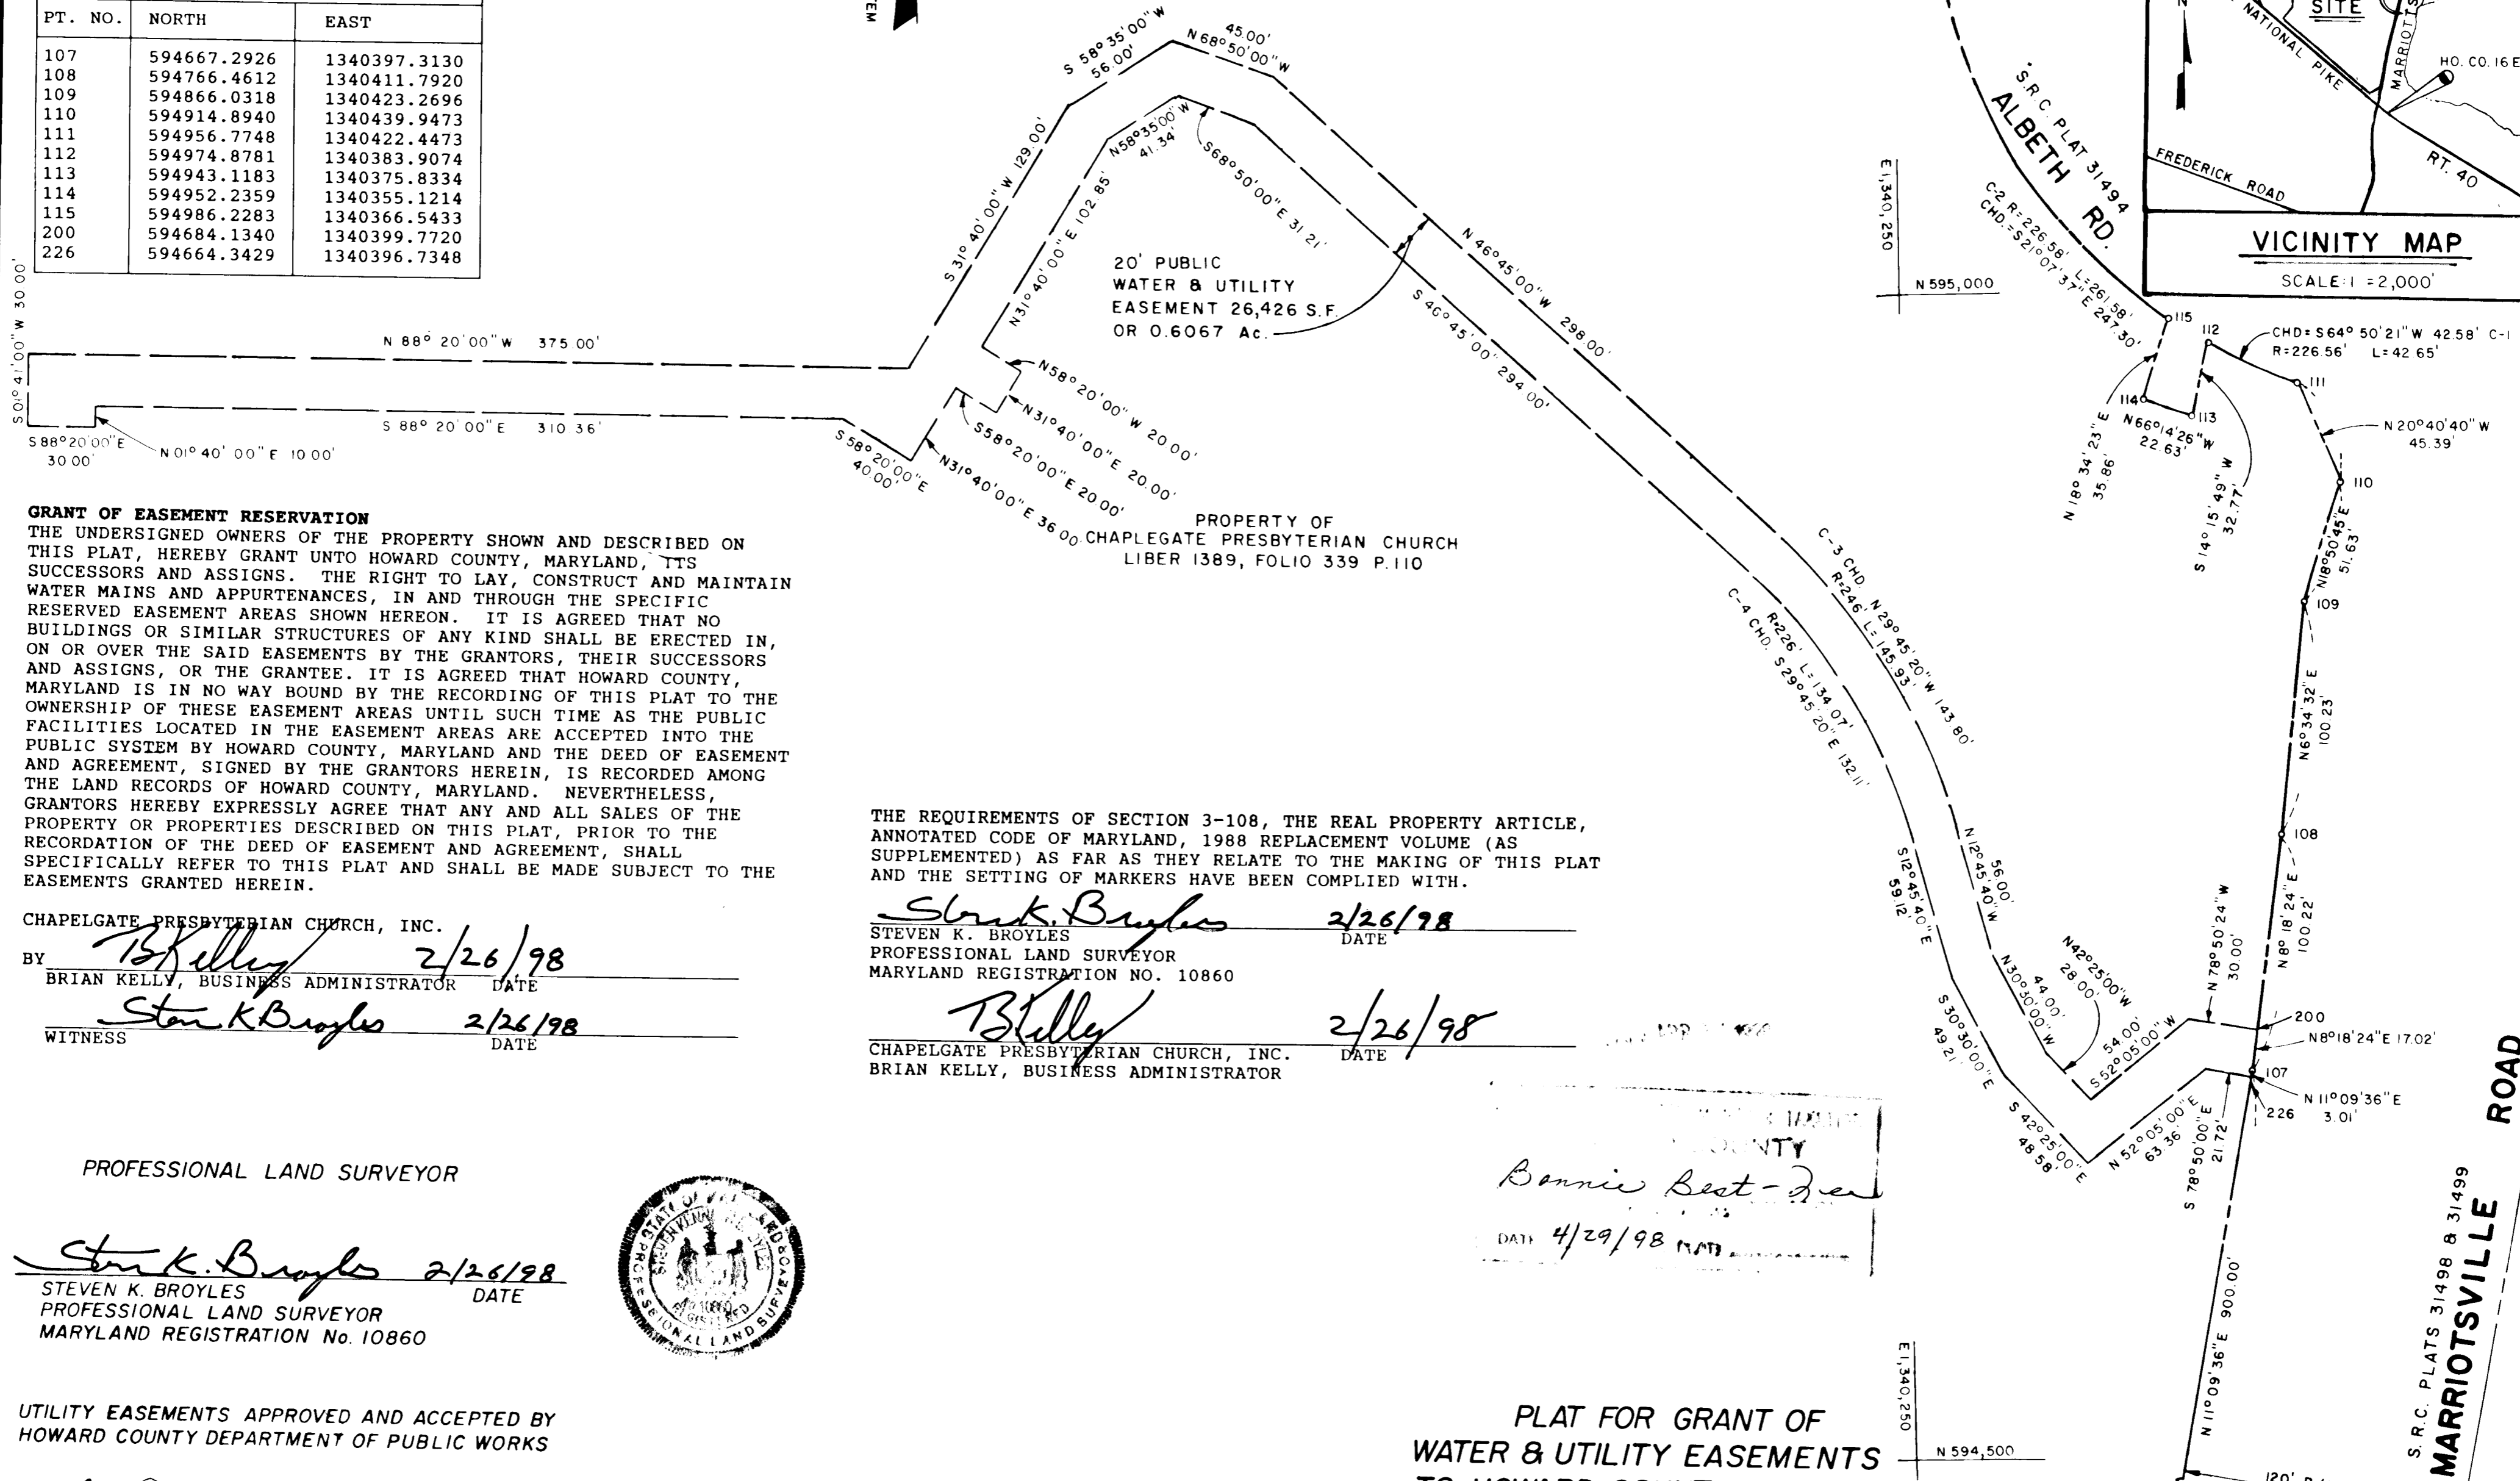 PT. NO. NORTH EAST
107 594667.2926 1340397.3130
108 594766.4612 1340411.7920
109 594866.0318 1340423.2696
110 594914.8940 1340439.9473
111 594956.7748 1340422.4473
112 594974.8781 1340383.9074
113 594943.1183 1340375.8334
114 594952.2359 1340355.1214
115 594986.2283 1340366.5433
200 594684.1340 1340399.7720
226 594664.3429 1340396.7348
S 58° 35' 00" W
56.00'
45.00'
N 68° 50' 00" W
S 31° 40' 00" W 129.00'
N58°35'00"W
41.34'
S68°50'00"E 31.21'
N31°40'00"E 102.85'
20' PUBLIC
WATER & UTILITY
EASEMENT 26,426 S.F.
OR 0.6067 Ac.
N 46°45'00"W 298.00'
S 46°45'00"E 294.00'
S 01° 41' 00" W 30 00'
N 88° 20' 00" W 375 00'
S 88° 20' 00" E 310 36'
S 88°20'00"E
30 00'
N 01° 40' 00" E 10 00'
S 58°20'00"E
40.00'
N58°20'00" W 20 00'
N31°40'00"E 20.00'
S58°20'00"E 20 00'
N31°40'00"E 36 00
PROPERTY OF
CHAPLEGATE PRESBYTERIAN CHURCH
LIBER 1389, FOLIO 339 P.110
SITE
NATIONAL PIKE
MARRIOTTS
HO. CO. 16 E
FREDERICK ROAD
RT. 40
VICINITY MAP
SCALE:1 =2,000'
S.R.C. PLAT 31494
ALBETH RD.
E 1,340,250
N 595,000
C-2 R=226.58' L=261.58'
CHD.=S21°07'37"E 247.30'
115
112
CHD= S64° 50'21"W 42.58' C-1
R=226.56' L=42 65'
111
114
113
N66°14'26"W
22.63'
N 18° 34' 23" E
35.86'
S 14° 15' 49" W
32.77'
N 20°40'40"W
45.39'
110
N18°50'45"E
51.63'
109
N6°34'32" E
100.23'
108
N8° 18' 24" E
100.22'
C-3 CHD. N 29° 45' 20" W 143.80'
R=246' L=145.93'
R=226' L=134.07'
C-4 CHD. S 29°45'20"E 132.11'
S12°45'40"E
59.12'
56.00'
N12°45'40"W
S 30°30'00"E
49.21'
44.00'
N30°30'00"W
N42°25'00"W
28 00'
S 42°25'00"E
48 58'
54.00'
S 52°05'00" W
N 52°05'00"E
63.36'
N 78°50'24"W
30.00'
S 78°50'00"E
21.72'
200
N8°18'24"E 17.02'
107
226
N 11°09'36"E
3.01'
N 11°09'36"E 900.00'
S. R.C. PLATS 31498 & 31499
MARRIOTSVILLE ROAD
GRANT OF EASEMENT RESERVATION
THE UNDERSIGNED OWNERS OF THE PROPERTY SHOWN AND DESCRIBED ON
THIS PLAT, HEREBY GRANT UNTO HOWARD COUNTY, MARYLAND, ITS
SUCCESSORS AND ASSIGNS. THE RIGHT TO LAY, CONSTRUCT AND MAINTAIN
WATER MAINS AND APPURTENANCES, IN AND THROUGH THE SPECIFIC
RESERVED EASEMENT AREAS SHOWN HEREON. IT IS AGREED THAT NO
BUILDINGS OR SIMILAR STRUCTURES OF ANY KIND SHALL BE ERECTED IN,
ON OR OVER THE SAID EASEMENTS BY THE GRANTORS, THEIR SUCCESSORS
AND ASSIGNS, OR THE GRANTEE. IT IS AGREED THAT HOWARD COUNTY,
MARYLAND IS IN NO WAY BOUND BY THE RECORDING OF THIS PLAT TO THE
OWNERSHIP OF THESE EASEMENT AREAS UNTIL SUCH TIME AS THE PUBLIC
FACILITIES LOCATED IN THE EASEMENT AREAS ARE ACCEPTED INTO THE
PUBLIC SYSTEM BY HOWARD COUNTY, MARYLAND AND THE DEED OF EASEMENT
AND AGREEMENT, SIGNED BY THE GRANTORS HEREIN, IS RECORDED AMONG
THE LAND RECORDS OF HOWARD COUNTY, MARYLAND. NEVERTHELESS,
GRANTORS HEREBY EXPRESSLY AGREE THAT ANY AND ALL SALES OF THE
PROPERTY OR PROPERTIES DESCRIBED ON THIS PLAT, PRIOR TO THE
RECORDATION OF THE DEED OF EASEMENT AND AGREEMENT, SHALL
SPECIFICALLY REFER TO THIS PLAT AND SHALL BE MADE SUBJECT TO THE
EASEMENTS GRANTED HEREIN.
CHAPELGATE PRESBYTERIAN CHURCH, INC.
BY BKelley 2/26/98
BRIAN KELLY, BUSINESS ADMINISTRATOR DATE
Steven K Broyles 2/26/98
WITNESS DATE
THE REQUIREMENTS OF SECTION 3-108, THE REAL PROPERTY ARTICLE,
ANNOTATED CODE OF MARYLAND, 1988 REPLACEMENT VOLUME (AS
SUPPLEMENTED) AS FAR AS THEY RELATE TO THE MAKING OF THIS PLAT
AND THE SETTING OF MARKERS HAVE BEEN COMPLIED WITH.
Steven K. Broyles 2/26/98
STEVEN K. BROYLES DATE
PROFESSIONAL LAND SURVEYOR
MARYLAND REGISTRATION NO. 10860
BKelley 2/26/98
CHAPELGATE PRESBYTERIAN CHURCH, INC. DATE
BRIAN KELLY, BUSINESS ADMINISTRATOR
COUNTY
Bonnie Best-
DATE 4/29/98
PROFESSIONAL LAND SURVEYOR
Steven K. Broyles 2/26/98
STEVEN K. BROYLES DATE
PROFESSIONAL LAND SURVEYOR
MARYLAND REGISTRATION No. 10860
STATE OF
PROFESSIONAL LAND SURVEYOR
REGISTERED
UTILITY EASEMENTS APPROVED AND ACCEPTED BY
HOWARD COUNTY DEPARTMENT OF PUBLIC WORKS
E 1,340,250
N 594,500
PLAT FOR GRANT OF
WATER & UTILITY EASEMENTS